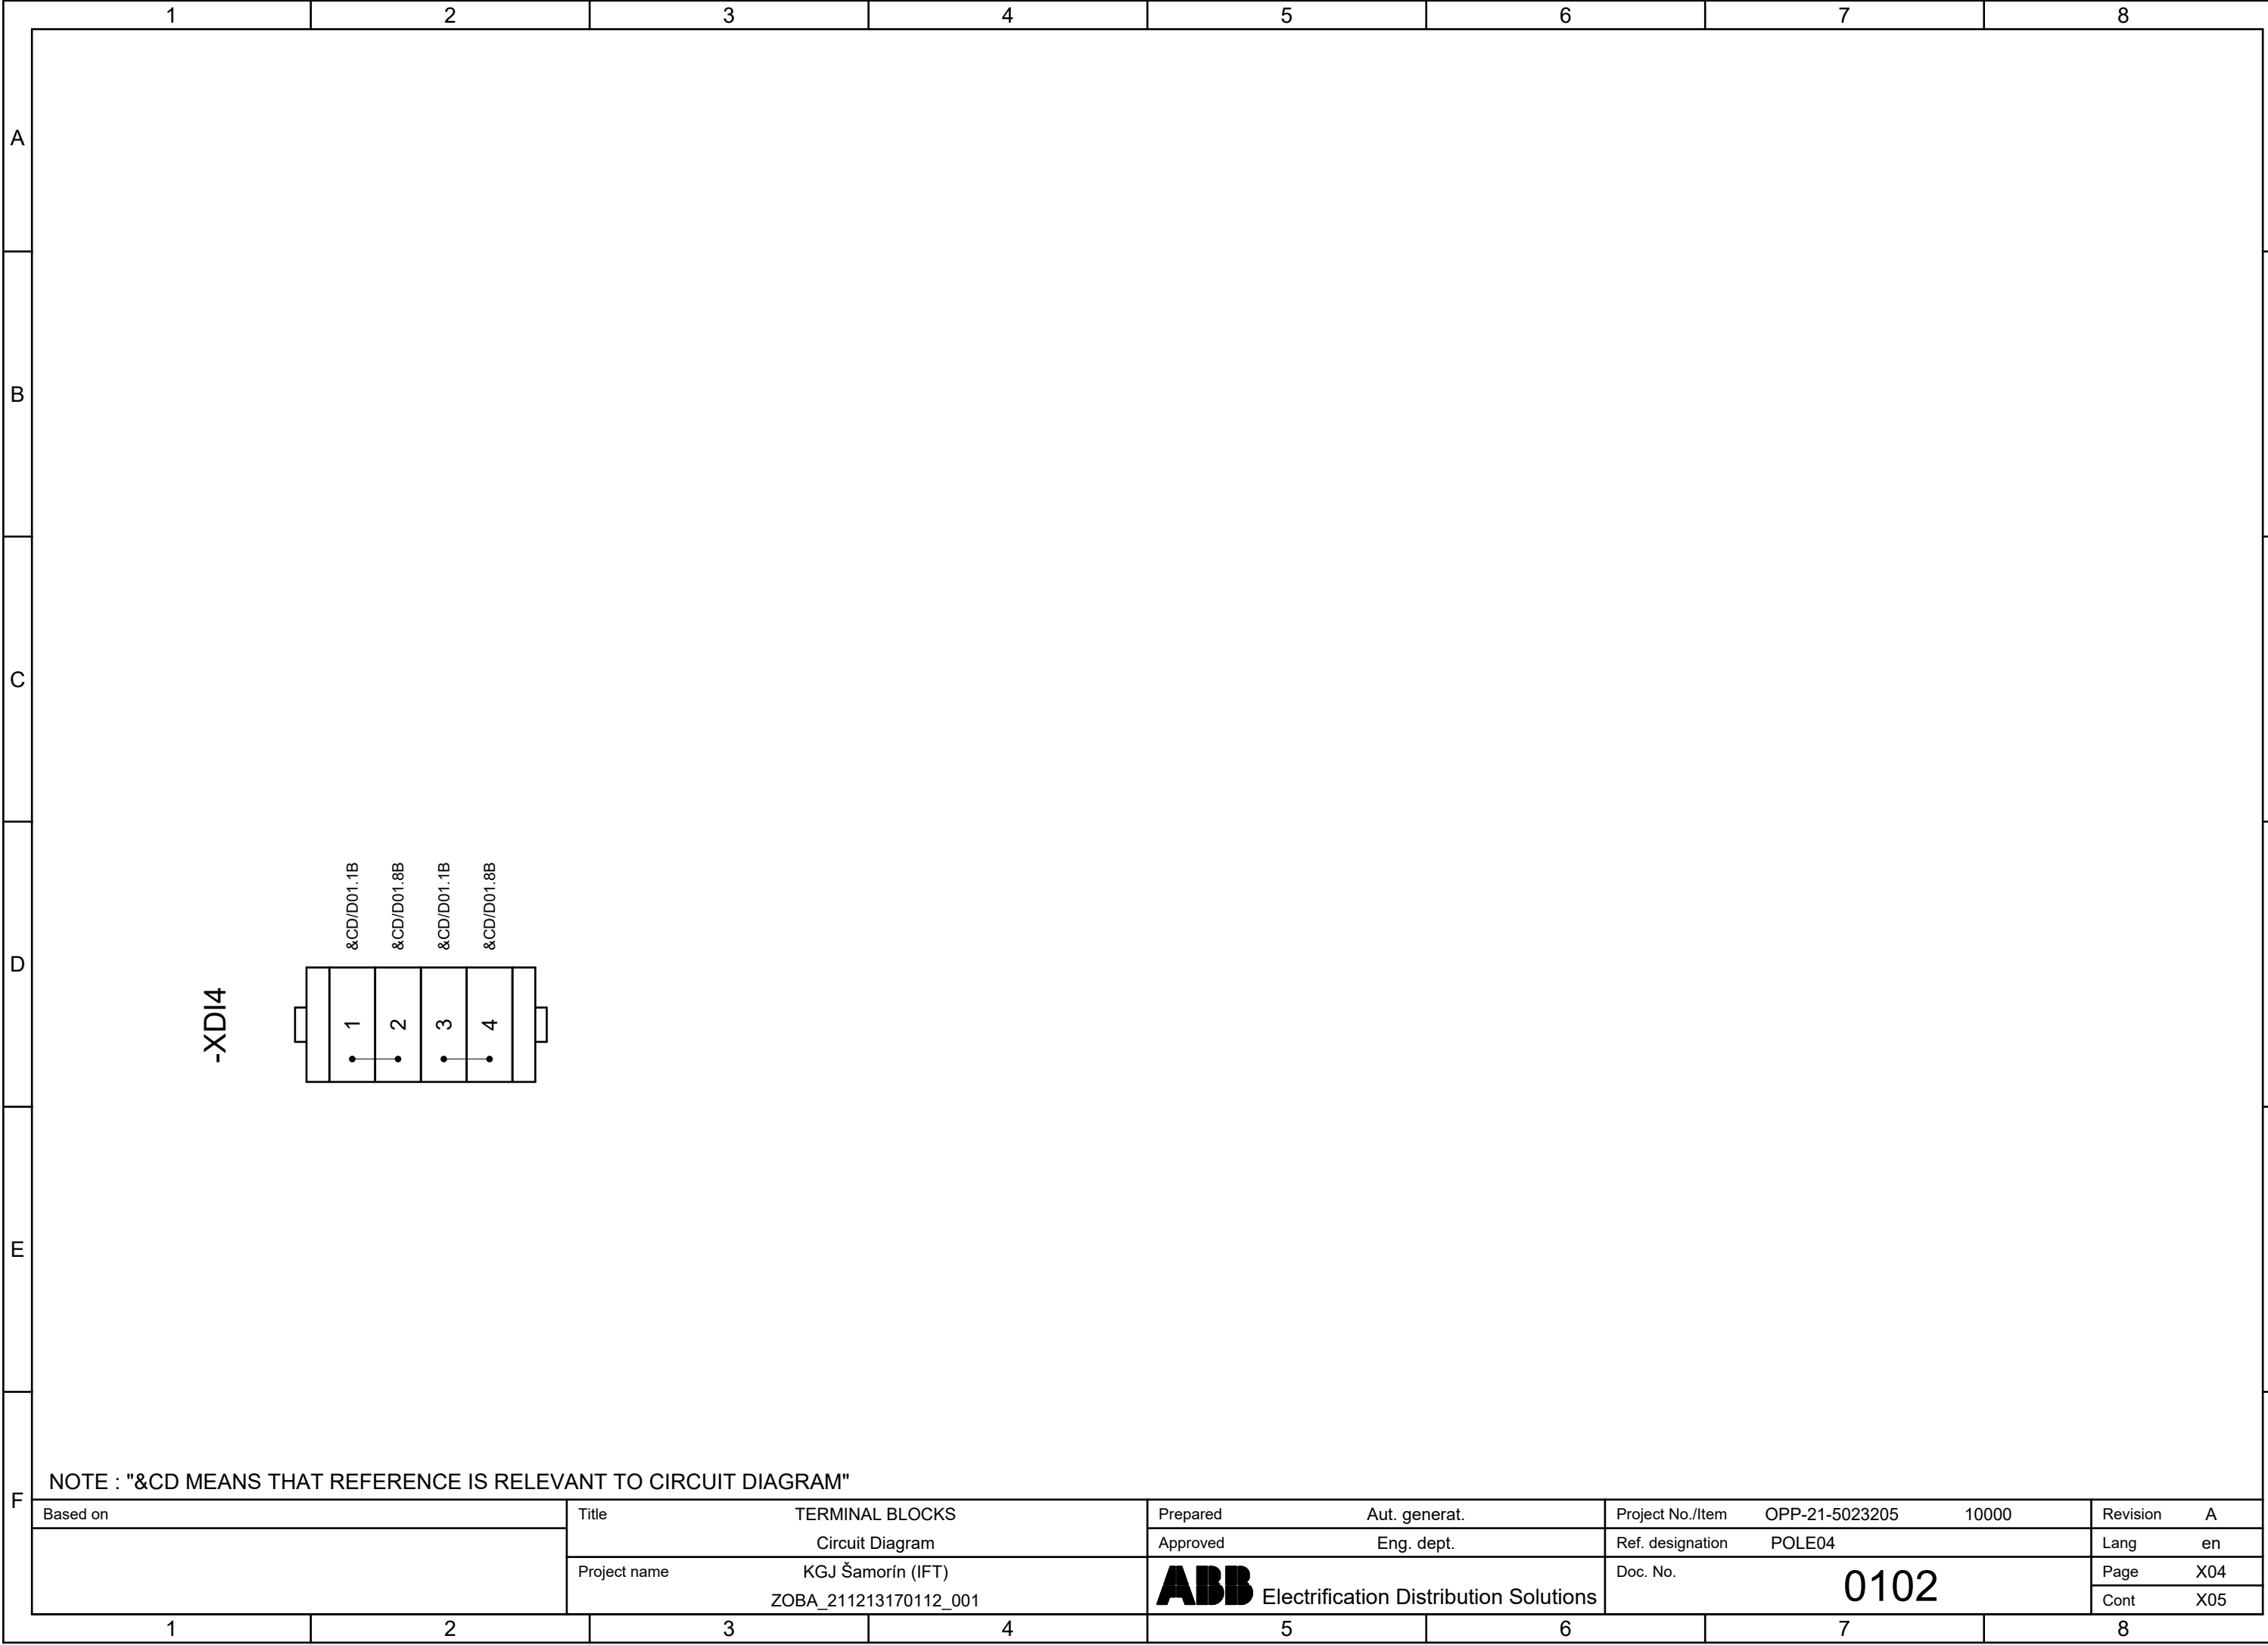 1 2 3 4 5 6 7 8
A
B
C
D
E
F
&CD/D01.1B
&CD/D01.8B
&CD/D01.1B
&CD/D01.8B
-XDI4
1
2
3
4
NOTE : "&CD MEANS THAT REFERENCE IS RELEVANT TO CIRCUIT DIAGRAM"
Based on
Title TERMINAL BLOCKS
Circuit Diagram
Project name KGJ Šamorín (IFT)
ZOBA_211213170112_001
Prepared Aut. generat.
Approved Eng. dept.
ABB Electrification Distribution Solutions
Project No./Item OPP-21-5023205 10000
Ref. designation POLE04
Doc. No. 0102
Revision A
Lang en
Page X04
Cont X05
1 2 3 4 5 6 7 8